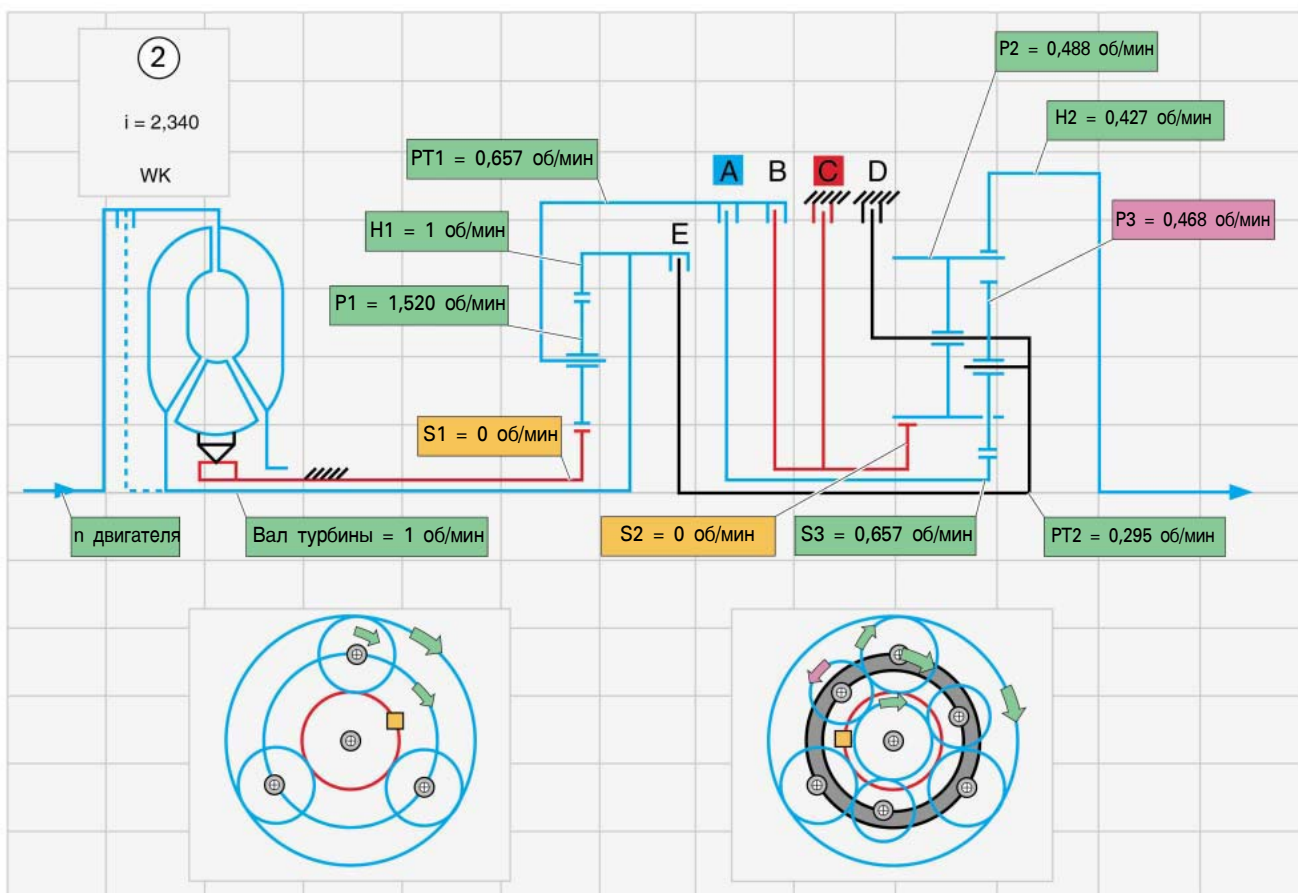 2
i = 2,340
WK
P2 = 0,488 об/мин
H2 = 0,427 об/мин
PT1 = 0,657 об/мин
A B C D
H1 = 1 об/мин
E
P3 = 0,468 об/мин
P1 = 1,520 об/мин
S1 = 0 об/мин
n двигателя
Вал турбины = 1 об/мин
S2 = 0 об/мин
S3 = 0,657 об/мин
PT2 = 0,295 об/мин